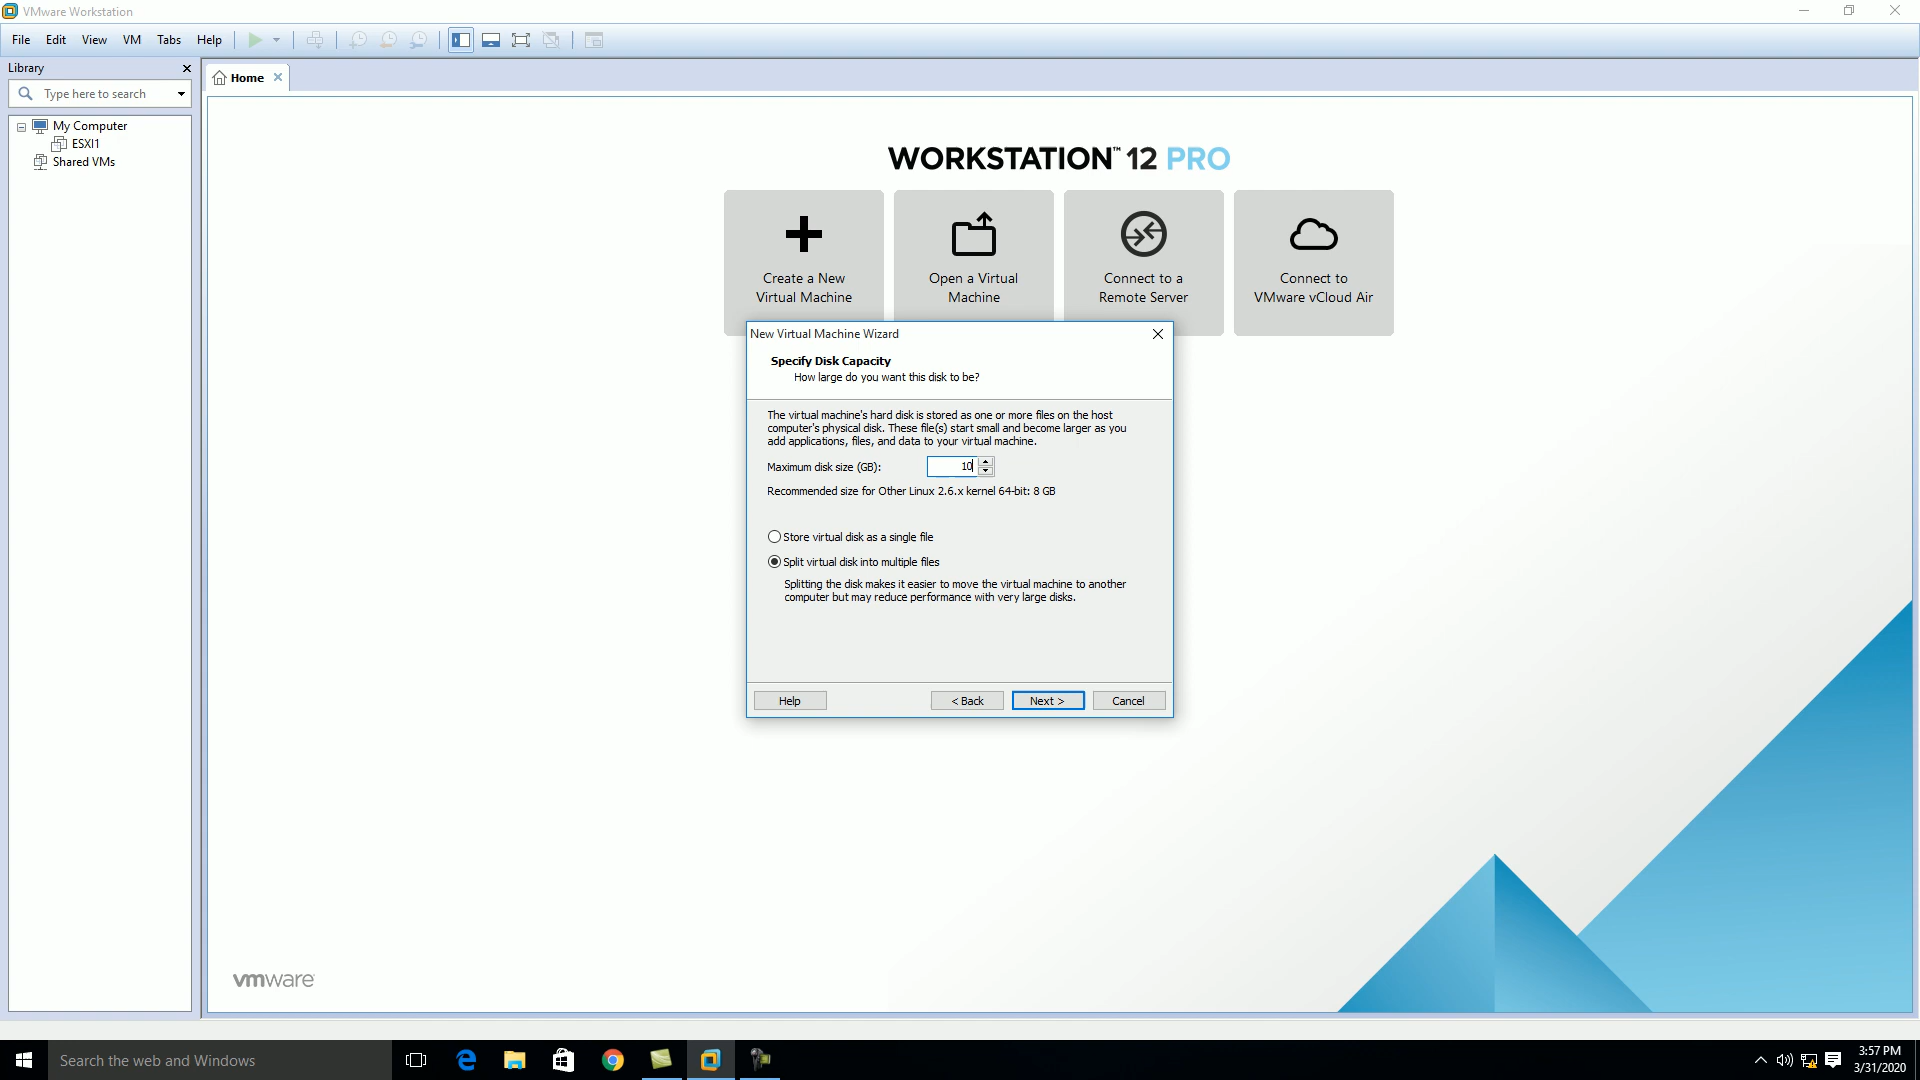 VMware Workstation
File Edit View VM Tabs Help
Library
Home
Type here to search
My Computer
ESXI1
Shared VMs
WORKSTATION™ 12 PRO
Create a New
Virtual Machine
Open a Virtual
Machine
Connect to a
Remote Server
Connect to
VMware vCloud Air
New Virtual Machine Wizard
Specify Disk Capacity
How large do you want this disk to be?
The virtual machine's hard disk is stored as one or more files on the host
computer's physical disk. These file(s) start small and become larger as you
add applications, files, and data to your virtual machine.
Maximum disk size (GB): 10
Recommended size for Other Linux 2.6.x kernel 64-bit: 8 GB
Store virtual disk as a single file
Split virtual disk into multiple files
Splitting the disk makes it easier to move the virtual machine to another
computer but may reduce performance with very large disks.
Help < Back Next > Cancel
vmware
Search the web and Windows
3:57 PM
3/31/2020